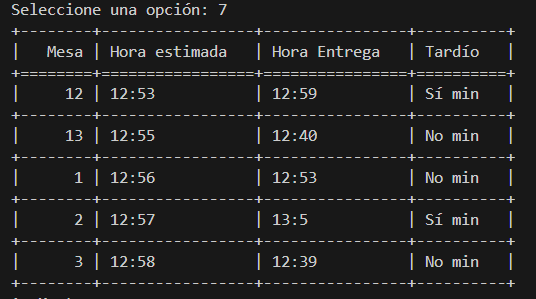 Seleccione una opción: 7
+--------+-----------------+----------------+----------+
|   Mesa | Hora estimada   | Hora Entrega   | Tardío   |
+========+=================+================+==========+
|     12 | 12:53           | 12:59          | Sí min   |
+--------+-----------------+----------------+----------+
|     13 | 12:55           | 12:40          | No min   |
+--------+-----------------+----------------+----------+
|      1 | 12:56           | 12:53          | No min   |
+--------+-----------------+----------------+----------+
|      2 | 12:57           | 13:5           | Sí min   |
+--------+-----------------+----------------+----------+
|      3 | 12:58           | 12:39          | No min   |
+--------+-----------------+----------------+----------+